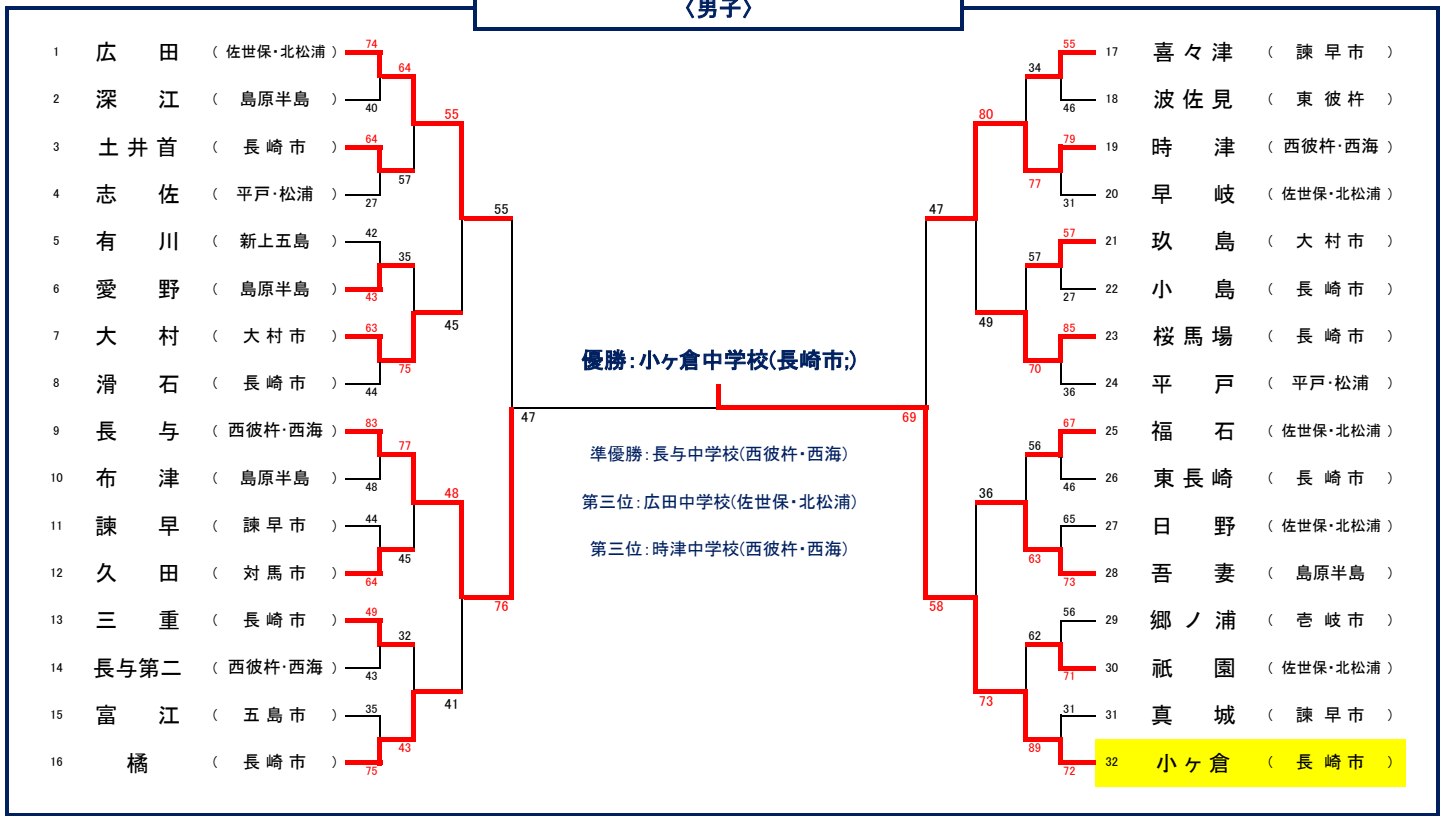 〈男子〉
1 広田 （佐世保・北松浦） 74
64
2 深江 （島原半島） 40
55
3 土井首 （長崎市） 64
57
4 志佐 （平戸・松浦） 27
55
5 有川 （新上五島） 42
35
6 愛野 （島原半島） 43
45
7 大村 （大村市） 63
75
8 滑石 （長崎市） 44
47
9 長与 （西彼杵・西海） 83
77
10 布津 （島原半島） 48
48
11 諫早 （諫早市） 44
45
12 久田 （対馬市） 64
76
13 三重 （長崎市） 49
32
14 長与第二 （西彼杵・西海） 43
41
15 富江 （五島市） 35
43
16 橘 （長崎市） 75
優勝：小ヶ倉中学校(長崎市;)
準優勝：長与中学校(西彼杵・西海)
第三位：広田中学校(佐世保・北松浦)
第三位：時津中学校(西彼杵・西海)
55 17 喜々津 （諫早市）
34
46 18 波佐見 （東彼杵）
80
79 19 時津 （西彼杵・西海）
77
31 20 早岐 （佐世保・北松浦）
47
57 21 玖島 （大村市）
57
27 22 小島 （長崎市）
49
85 23 桜馬場 （長崎市）
70
36 24 平戸 （平戸・松浦）
69
67 25 福石 （佐世保・北松浦）
56
46 26 東長崎 （長崎市）
36
65 27 日野 （佐世保・北松浦）
63
73 28 吾妻 （島原半島）
58
56 29 郷ノ浦 （壱岐市）
62
71 30 祇園 （佐世保・北松浦）
73
31 31 真城 （諫早市）
89
72 32 小ヶ倉 （長崎市）